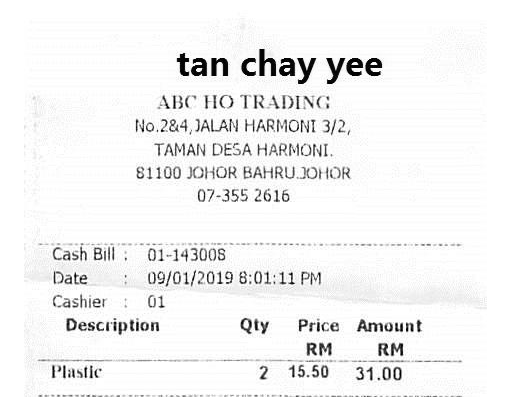 tan chay yee
ABC HO TRADING
No.2&4,JALAN HARMONI 3/2,
TAMAN DESA HARMONI.
81100 JOHOR BAHRU.JOHOR
07-355 2616
Cash Bill : 01-143008
Date : 09/01/2019 8:01:11 PM
Cashier : 01
Description Qty Price Amount
RM RM
Plastic 2 15.50 31.00